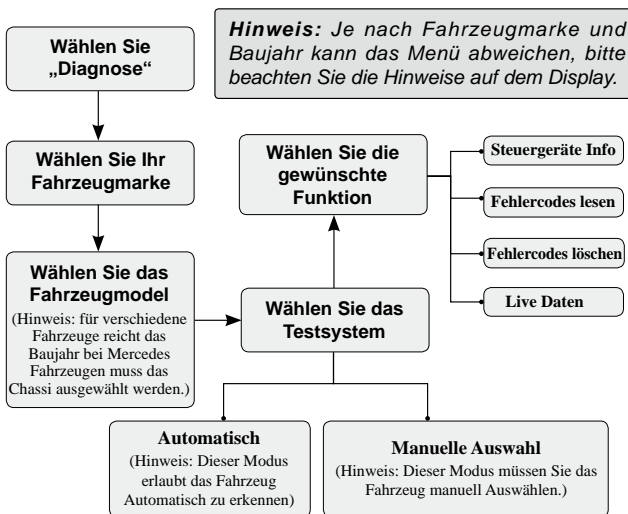 Wählen Sie
„Diagnose“
Hinweis: Je nach Fahrzeugmarke und
Baujahr kann das Menü abweichen, bitte
beachten Sie die Hinweise auf dem Display.
Wählen Sie Ihr
Fahrzeugmarke
Wählen Sie das
Fahrzeugmodel
(Hinweis: für verschiedene
Fahrzeuge reicht das
Baujahr bei Mercedes
Fahrzeugen muss das
Chassi ausgewählt werden.)
Wählen Sie das
Testsystem
Wählen Sie die
gewünschte
Funktion
Steuergeräte Info
Fehlercodes lesen
Fehlercodes löschen
Live Daten
Automatisch
(Hinweis: Dieser Modus
erlaubt das Fahrzeug
Automatisch zu erkennen)
Manuelle Auswahl
(Hinweis: Dieser Modus müssen Sie das
Fahrzeug manuell Auswählen.)